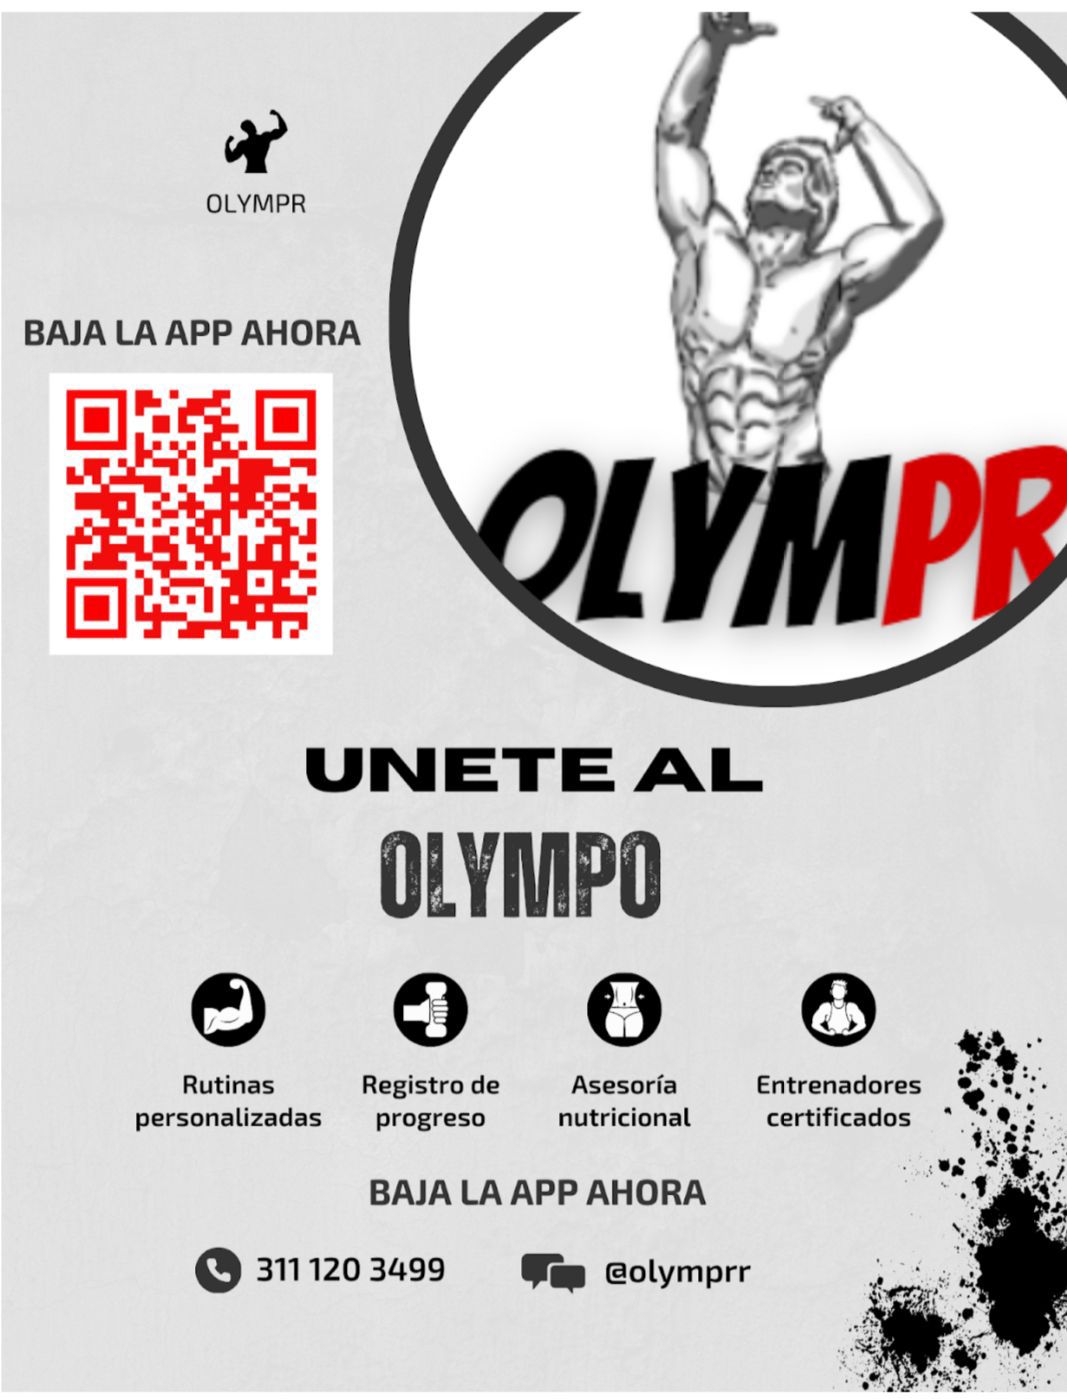 OLYMPR
BAJA LA APP AHORA
OLYMPR
UNETE AL
OLYMPO
Rutinas
personalizadas
Registro de
progreso
Asesoría
nutricional
Entrenadores
certificados
BAJA LA APP AHORA
311 120 3499
@olymprr